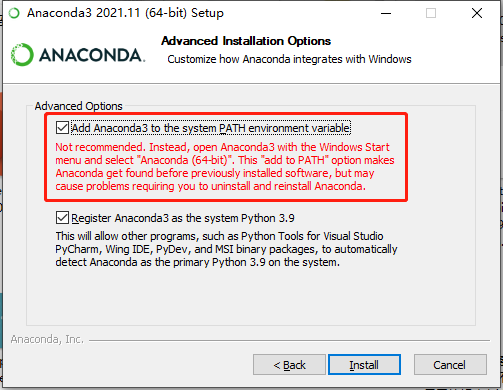 Anaconda3 2021.11 (64-bit) Setup
ANACONDA.
Advanced Installation Options
Customize how Anaconda integrates with Windows
Advanced Options
Add Anaconda3 to the system PATH environment variable
Not recommended. Instead, open Anaconda3 with the Windows Start
menu and select "Anaconda (64-bit)". This "add to PATH" option makes
Anaconda get found before previously installed software, but may
cause problems requiring you to uninstall and reinstall Anaconda.
Register Anaconda3 as the system Python 3.9
This will allow other programs, such as Python Tools for Visual Studio
PyCharm, Wing IDE, PyDev, and MSI binary packages, to automatically
detect Anaconda as the primary Python 3.9 on the system.
Anaconda, Inc.
< Back
Install
Cancel